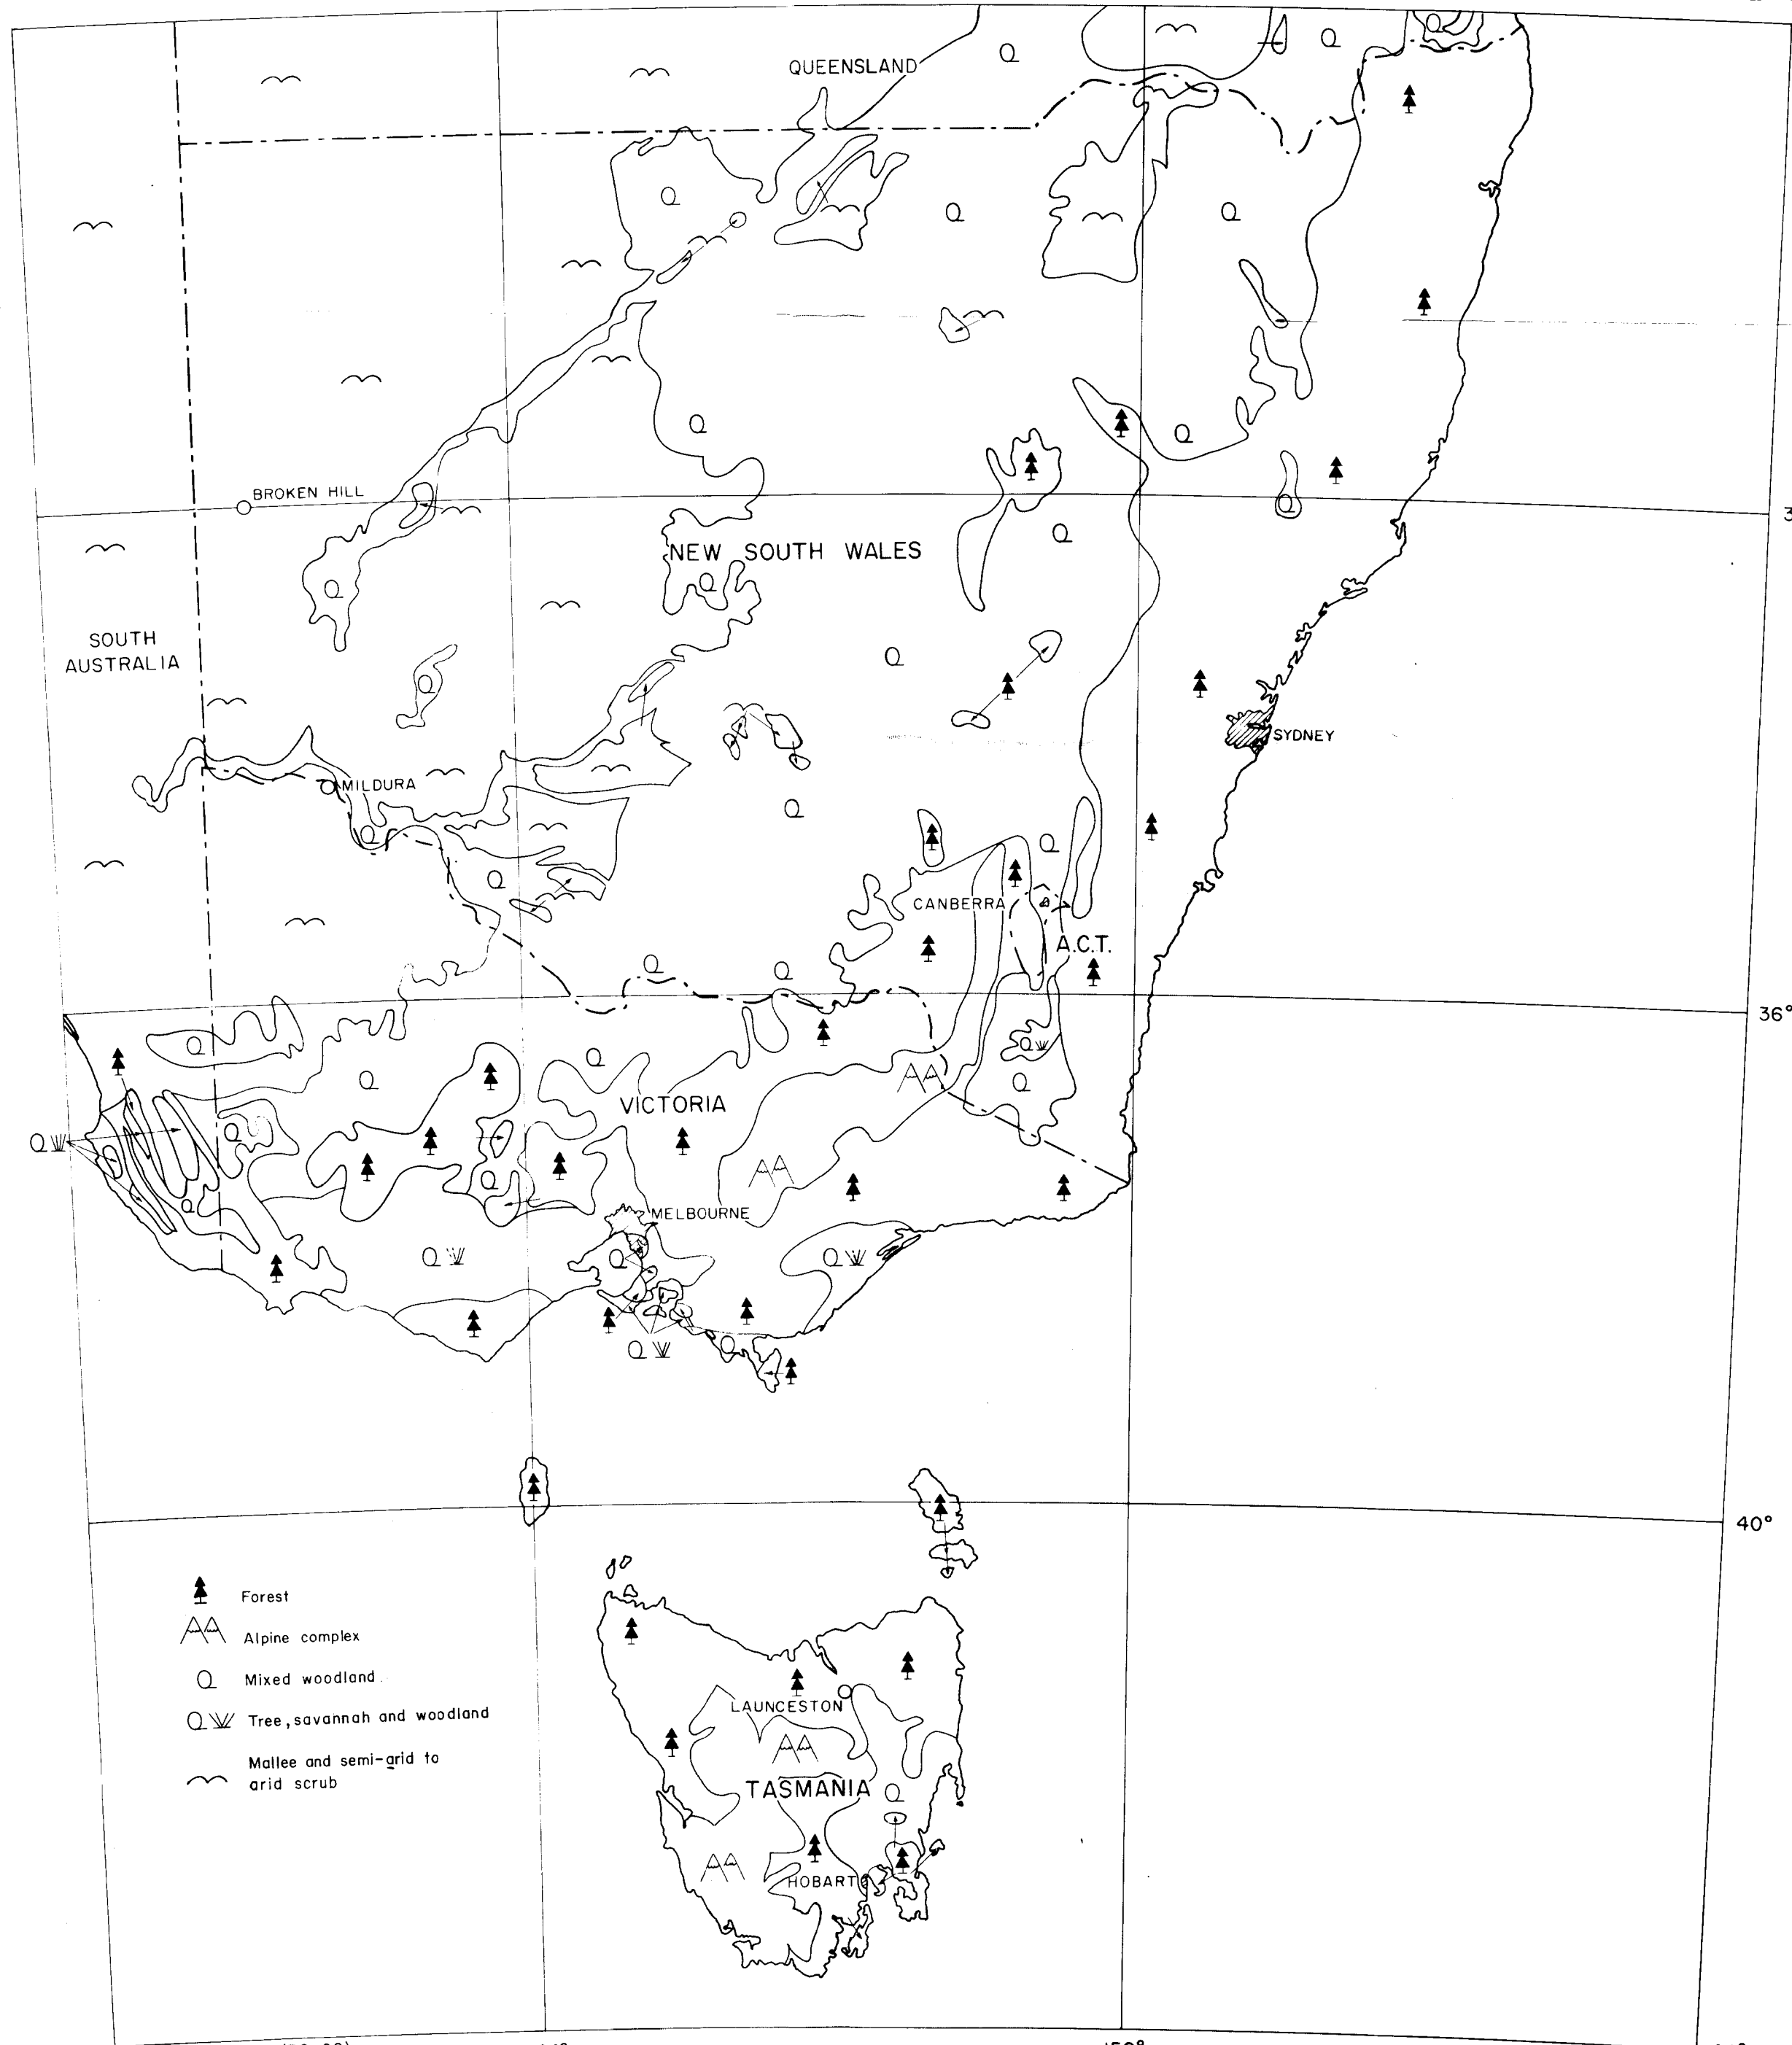 QUEENSLAND
BROKEN HILL
NEW SOUTH WALES
SOUTH
AUSTRALIA
SYDNEY
MILDURA
CANBERRA
A.C.T.
36°
VICTORIA
MELBOURNE
40°
Forest
Alpine complex
Mixed woodland
Tree, savannah and woodland
Mallee and semi-grid to
arid scrub
LAUNCESTON
TASMANIA
HOBART